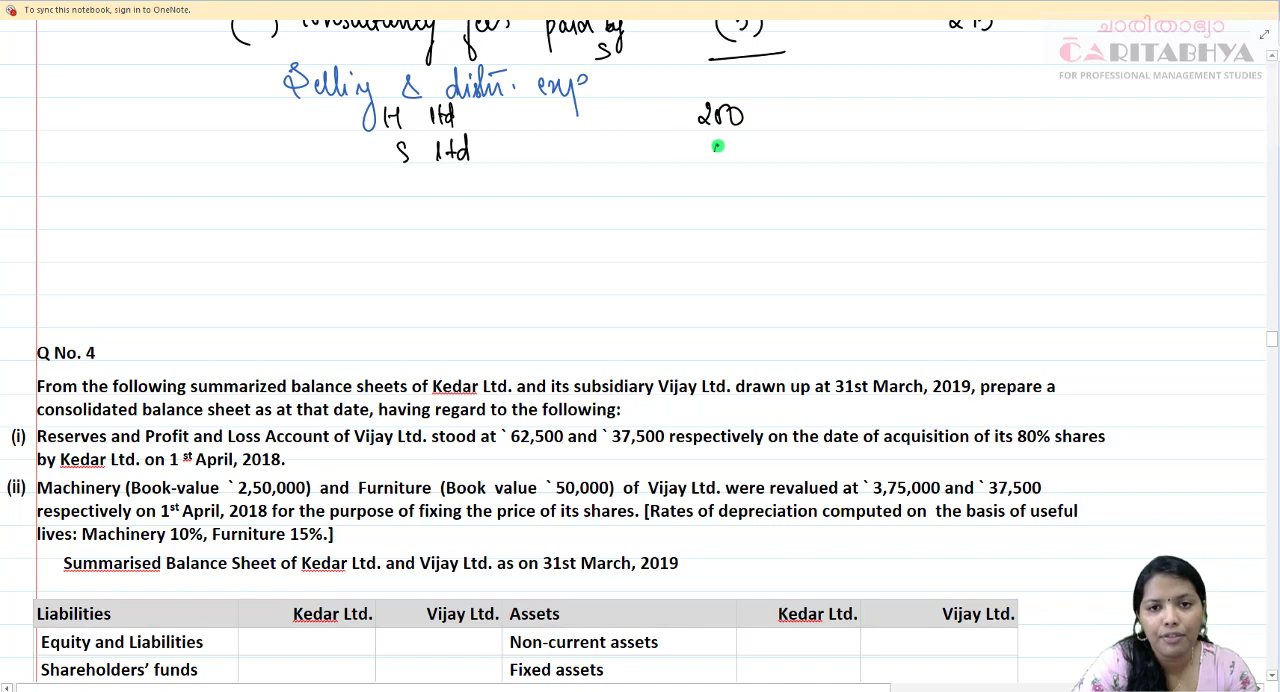 To sync this notebook, sign in to OneNote.
ചാരിതാഭ്യാ
CARITABHYA
FOR PROFESSIONAL MANAGEMENT STUDIES
( ) consultancy fees paid by S (5)
Selling & distri. exp
H ltd 200
S ltd
Q No. 4
From the following summarized balance sheets of Kedar Ltd. and its subsidiary Vijay Ltd. drawn up at 31st March, 2019, prepare a
consolidated balance sheet as at that date, having regard to the following:
(i) Reserves and Profit and Loss Account of Vijay Ltd. stood at ` 62,500 and ` 37,500 respectively on the date of acquisition of its 80% shares
by Kedar Ltd. on 1 st April, 2018.
(ii) Machinery (Book-value ` 2,50,000) and Furniture (Book value ` 50,000) of Vijay Ltd. were revalued at ` 3,75,000 and ` 37,500
respectively on 1st April, 2018 for the purpose of fixing the price of its shares. [Rates of depreciation computed on the basis of useful
lives: Machinery 10%, Furniture 15%.]
Summarised Balance Sheet of Kedar Ltd. and Vijay Ltd. as on 31st March, 2019
Liabilities Kedar Ltd. Vijay Ltd. Assets Kedar Ltd. Vijay Ltd.
Equity and Liabilities Non-current assets
Shareholders’ funds Fixed assets